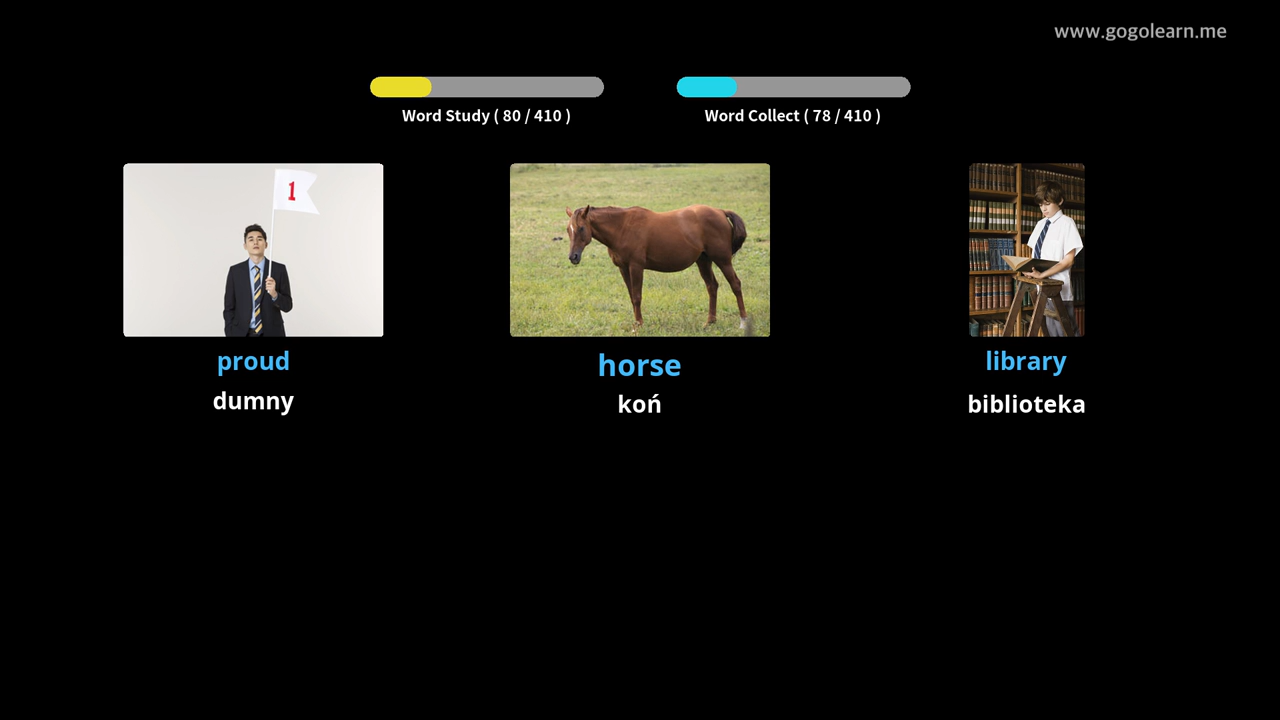 www.gogolearn.me
Word Study ( 80 / 410 )
Word Collect ( 78 / 410 )
1
proud
dumny
horse
koń
library
biblioteka